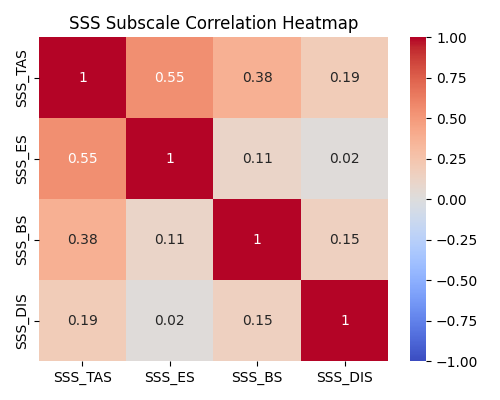 SSS Subscale Correlation Heatmap
SSS_TAS
1 0.55 0.38 0.19
SSS_ES
0.55 1 0.11 0.02
SSS_BS
0.38 0.11 1 0.15
SSS_DIS
0.19 0.02 0.15 1
SSS_TAS SSS_ES SSS_BS SSS_DIS
1.00
0.75
0.50
0.25
0.00
−0.25
−0.50
−0.75
−1.00